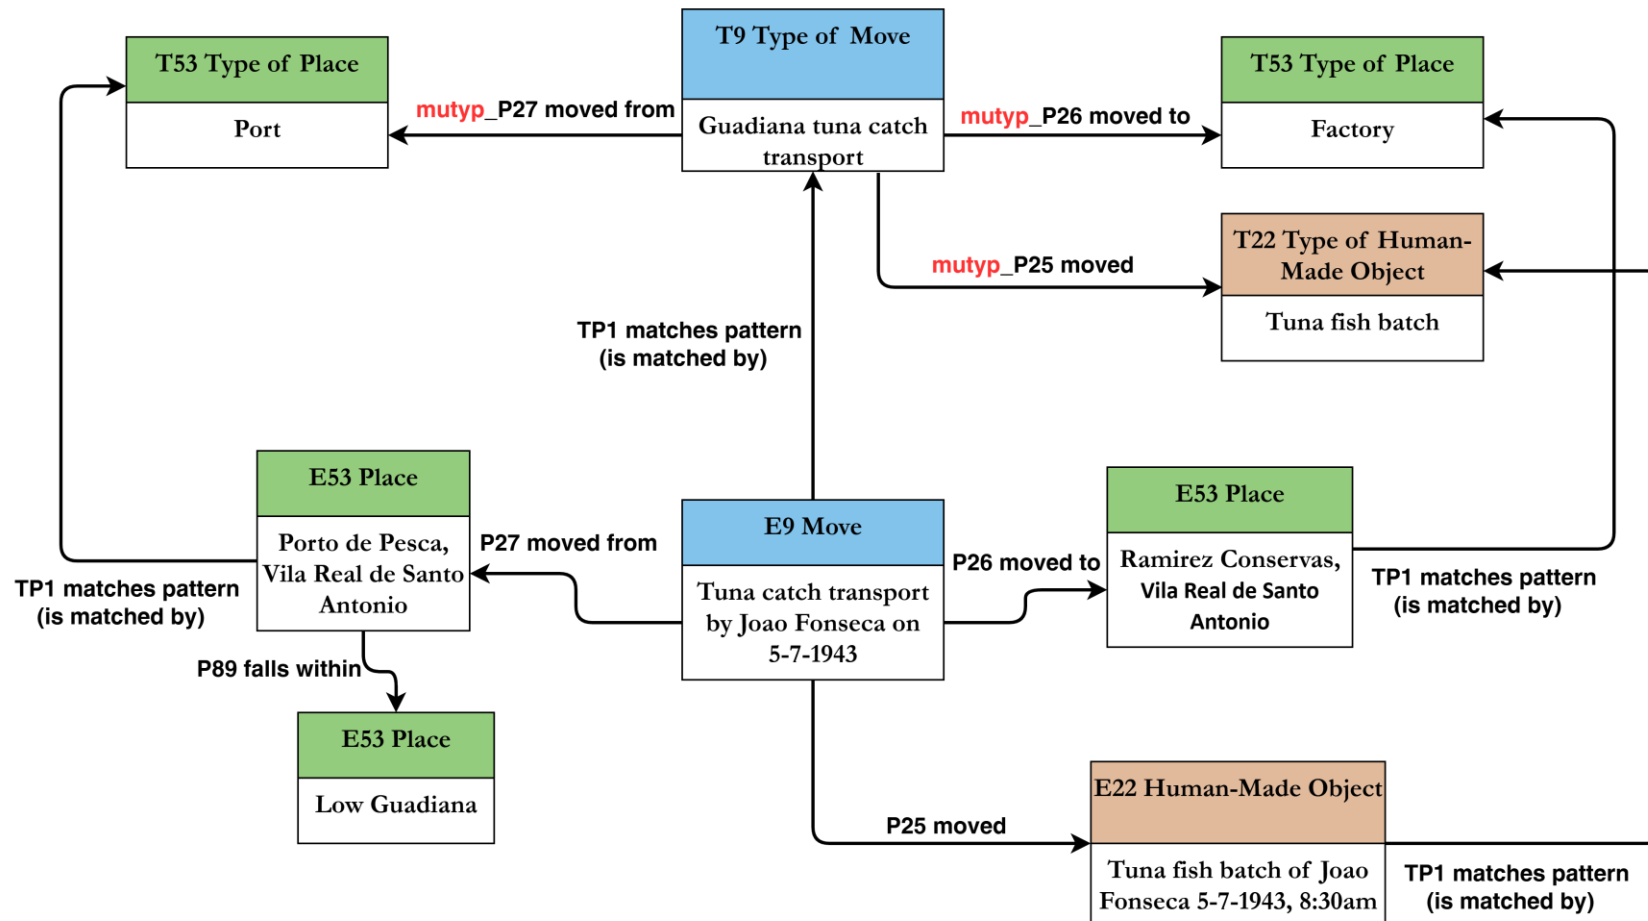 T9 Type of Move
Guadiana tuna catch
transport
T53 Type of Place
Port
mutyp_P27 moved from
mutyp_P26 moved to
T53 Type of Place
Factory
mutyp_P25 moved
T22 Type of Human-
Made Object
Tuna fish batch
TP1 matches pattern
(is matched by)
E53 Place
Porto de Pesca,
Vila Real de Santo
Antonio
TP1 matches pattern
(is matched by)
P27 moved from
E9 Move
Tuna catch transport
by Joao Fonseca on
5-7-1943
P26 moved to
E53 Place
Ramirez Conservas,
Vila Real de Santo
Antonio
TP1 matches pattern
(is matched by)
P89 falls within
E53 Place
Low Guadiana
P25 moved
E22 Human-Made Object
Tuna fish batch of Joao
Fonseca 5-7-1943, 8:30am
TP1 matches pattern
(is matched by)